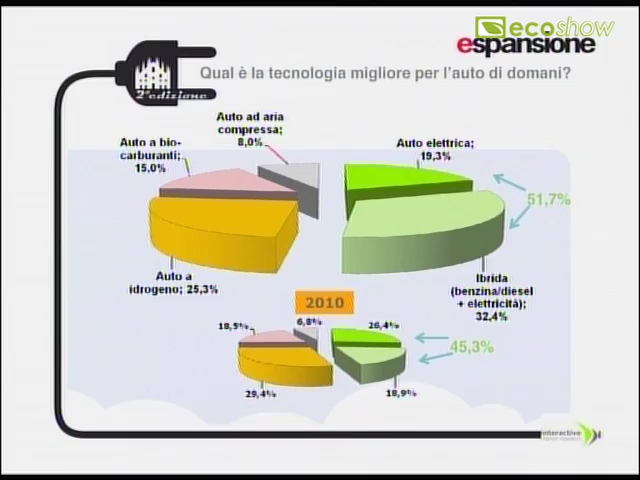 ecoshow
espansione
Qual è la tecnologia migliore per l'auto di domani?
2ª edizione
Auto ad aria
compressa;
8,0%
Auto a bio-
carburanti;
15,0%
Auto elettrica;
19,3%
51,7%
Auto a
idrogeno; 25,3%
Ibrida
(benzina/diesel
+ elettricità);
32,4%
2010
18,5%
6,8%
26,4%
45,3%
29,4%
18,9%
interactive